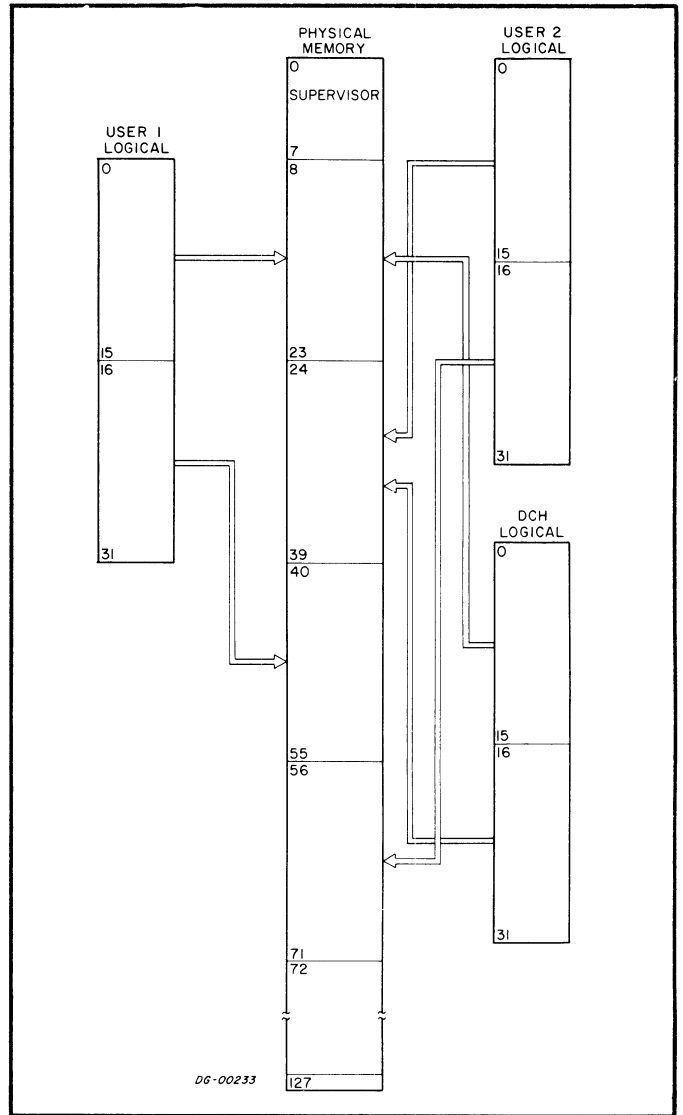 PHYSICAL
MEMORY
0
SUPERVISOR
7
8
23
24
39
40
55
56
71
72
127
USER 1
LOGICAL
0
15
16
31
USER 2
LOGICAL
0
15
16
31
DCH
LOGICAL
0
15
16
31
DG-00233